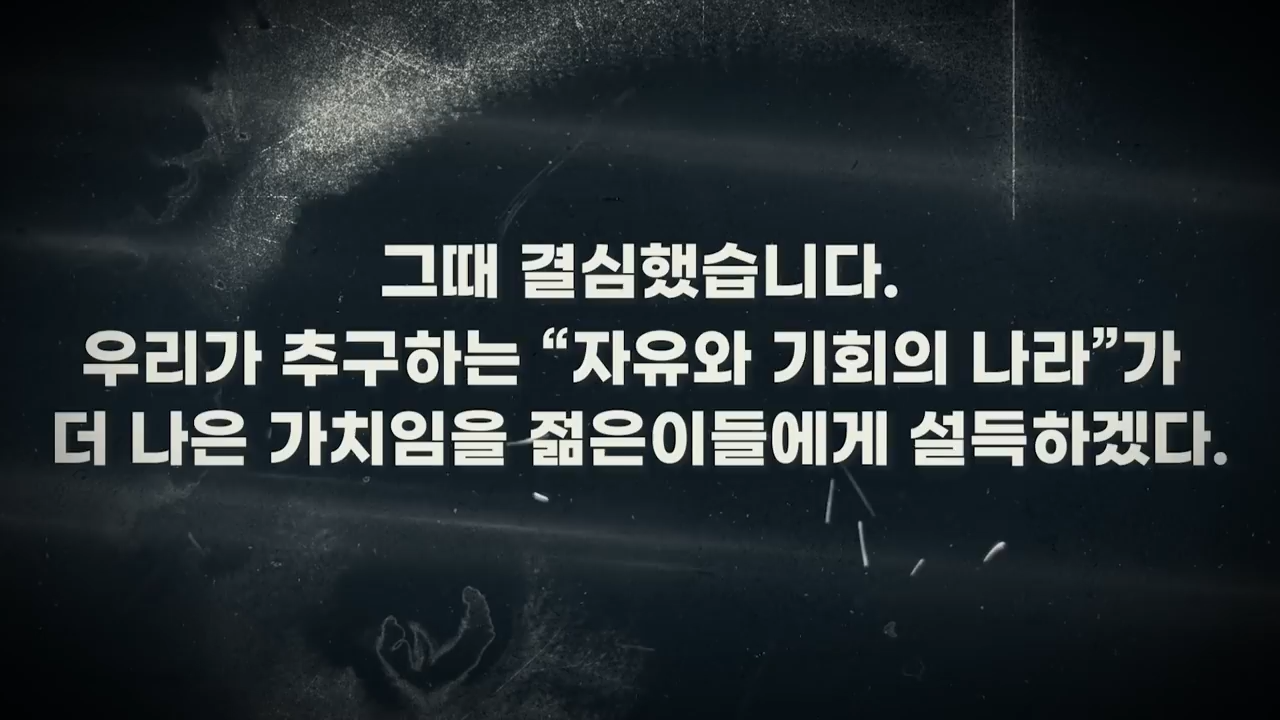 그때 결심했습니다.
우리가 추구하는 “자유와 기회의 나라”가
더 나은 가치임을 젊은이들에게 설득하겠다.